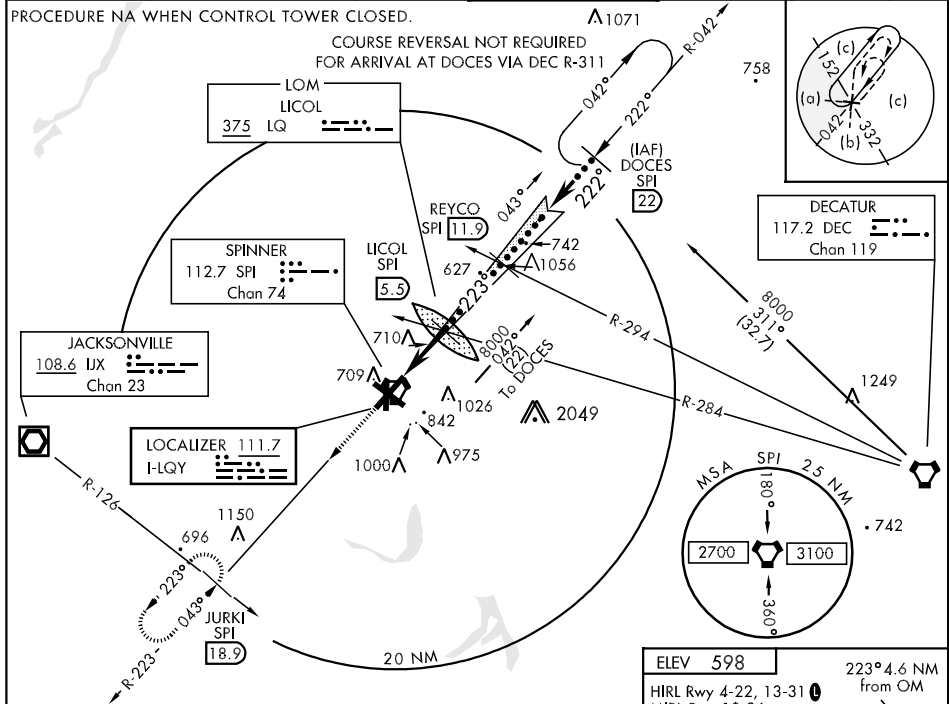 PROCEDURE NA WHEN CONTROL TOWER CLOSED.
1071
COURSE REVERSAL NOT REQUIRED
FOR ARRIVAL AT DOCES VIA DEC R-311
R-042
758
042°
222°
LOM
LICOL
375 LQ
(IAF)
DOCES
SPI
22
222°
043°
REYCO
SPI 11.9
742
1056
627
223°
SPINNER
112.7 SPI
Chan 74
LICOL
SPI
5.5
152
(c)
(a)
(c)
042
(b)
332
DECATUR
117.2 DEC
Chan 119
8000
311°
(32.7)
R-294
JACKSONVILLE
108.6 IJX
Chan 23
710
709
8000
042°
(22)
To DOCES
1026
842
2049
R-284
1249
LOCALIZER 111.7
I-LQY
1000
975
R-126
1150
696
223°
043°
R-223
JURKI
SPI
18.9
20 NM
MSA SPI 25 NM
180°
2700
3100
360°
742
ELEV 598
223° 4.6 NM
from OM
HIRL Rwy 4-22, 13-31 L